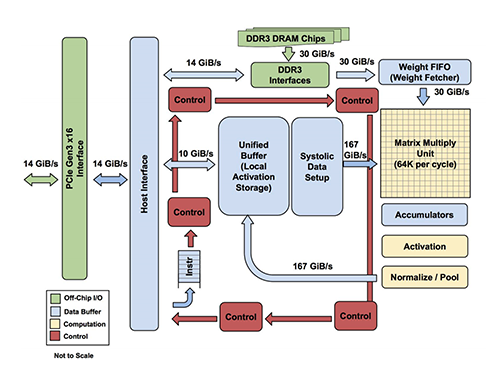 DDR3 DRAM Chips
14 GiB/s
30 GiB/s
30 GiB/s
DDR3
Interfaces
Weight FIFO
(Weight Fetcher)
30 GiB/s
Control
Control
14 GiB/s
PCIe Gen3 x16
Interface
14 GiB/s
Host Interface
10 GiB/s
Unified
Buffer
(Local
Activation
Storage)
Systolic
Data
Setup
167
GiB/s
Matrix Multiply
Unit
(64K per cycle)
Control
Accumulators
Activation
Instr
167 GiB/s
Normalize / Pool
Off-Chip I/O
Data Buffer
Computation
Control
Control
Control
Control
Not to Scale